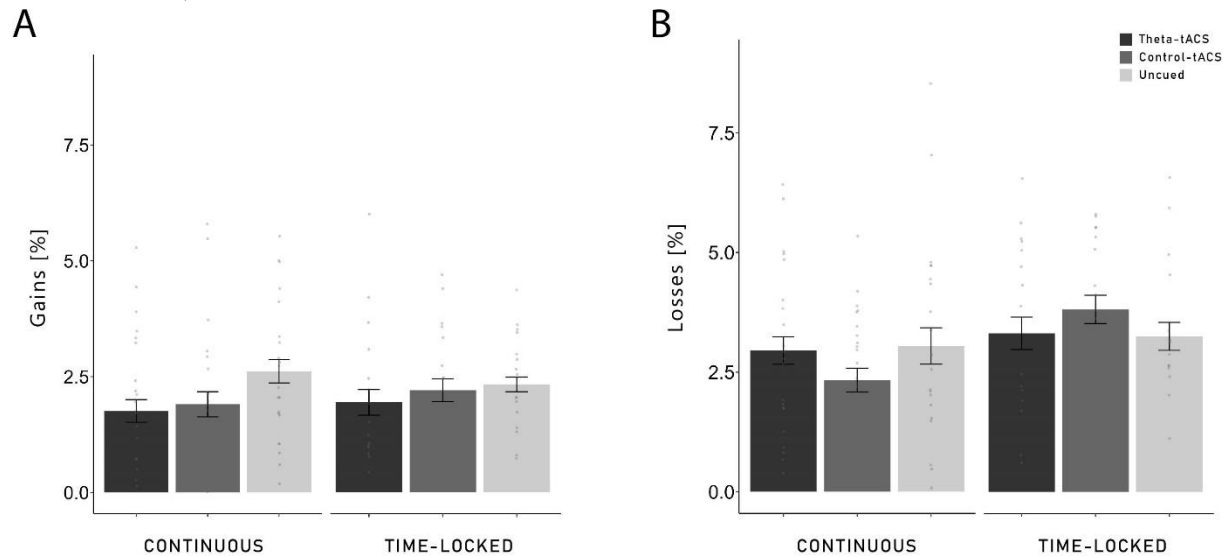 A
Gains [%]
7.5
5.0
2.5
0.0
CONTINUOUS
TIME-LOCKED
B
Theta-tACS
Control-tACS
Uncued
Losses [%]
7.5
5.0
2.5
0.0
CONTINUOUS
TIME-LOCKED